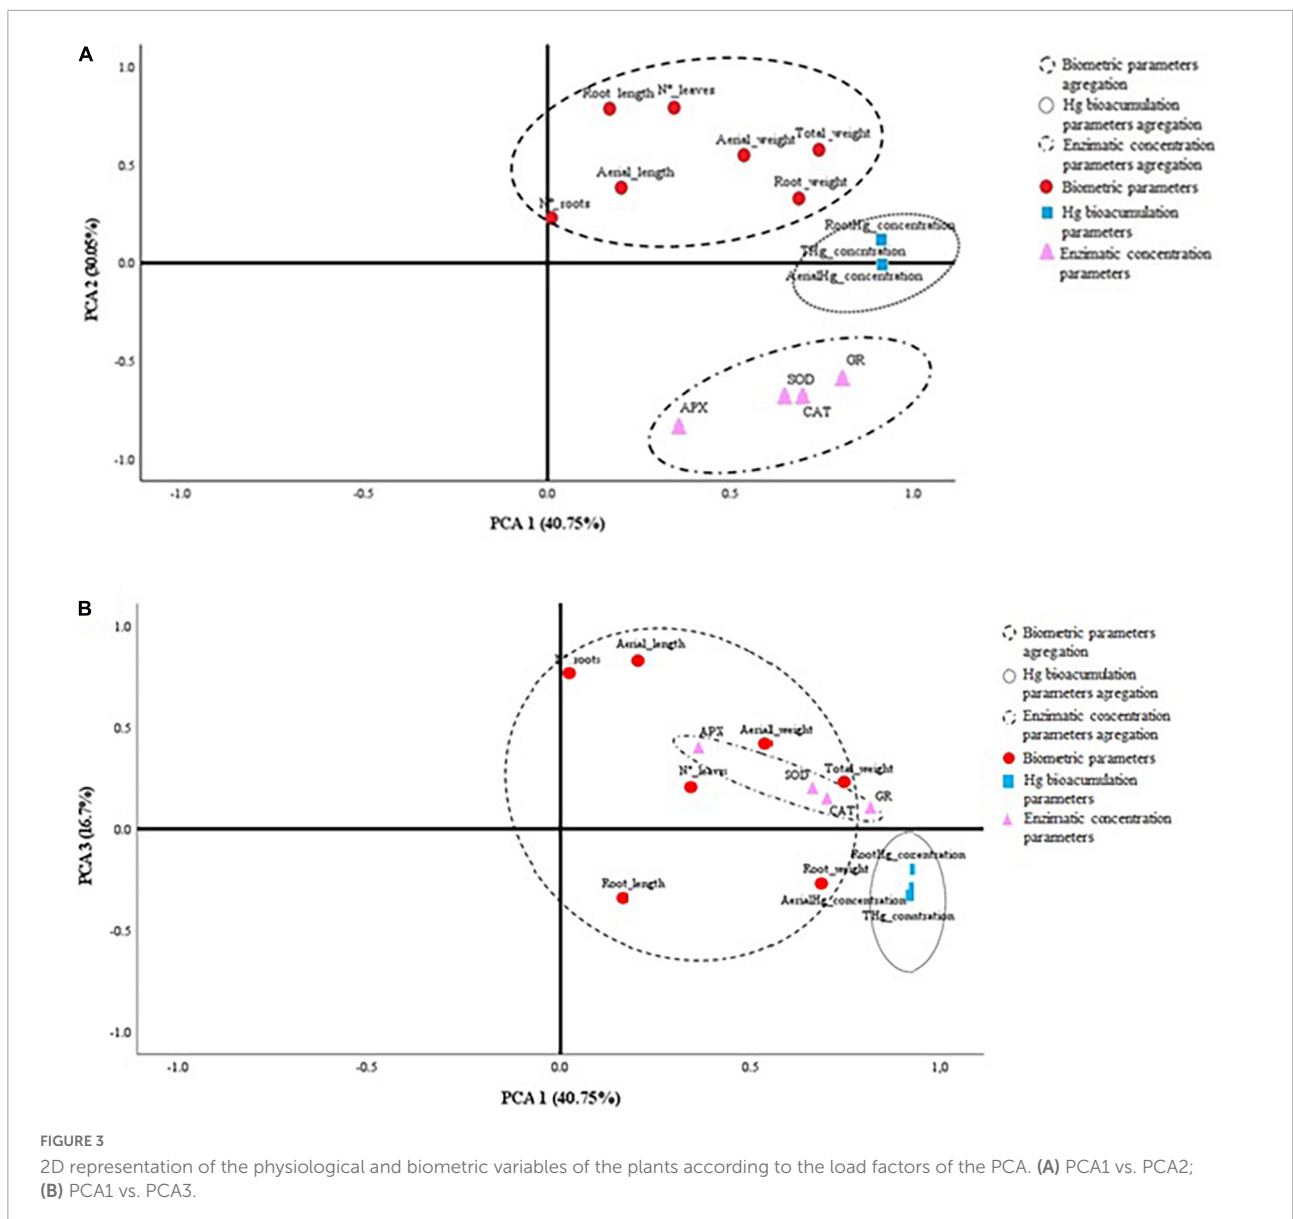 A
1.0
0.5
0.0
-0.5
-1.0
PCA 2 (30.05%)
Root_length N°_leaves
Aerial_weight Total_weight
Aerial_length
Root_weight
N°_roots
RootHg_concentration
THg_concntration
AerialHg_concentration
GR
SOD
CAT
APX
-1.0 -0.5 0.0 0.5 1.0
PCA 1 (40.75%)
Biometric parameters
agregation
Hg bioacumulation
parameters agregation
Enzimatic concentration
parameters agregation
Biometric parameters
Hg bioacumulation
parameters
Enzimatic concentration
parameters
B
1.0
0.5
0.0
-0.5
-1.0
PCA 3 (16.7%)
Aerial_length
_roots
APX
Aerial_weight
N°_leaves
SOD
Total_weight
CAT
GR
RootHg_concentration
Root_weight
Root_length
AerialHg_concentration
THg_conntration
-1.0 -0.5 0.0 0.5 1,0
PCA 1 (40.75%)
Biometric parameters
agregation
Hg bioacumulation
parameters agregation
Enzimatic concentration
parameters agregation
Biometric parameters
Hg bioacumulation
parameters
Enzimatic concentration
parameters
FIGURE 3
2D representation of the physiological and biometric variables of the plants according to the load factors of the PCA. (A) PCA1 vs. PCA2;
(B) PCA1 vs. PCA3.